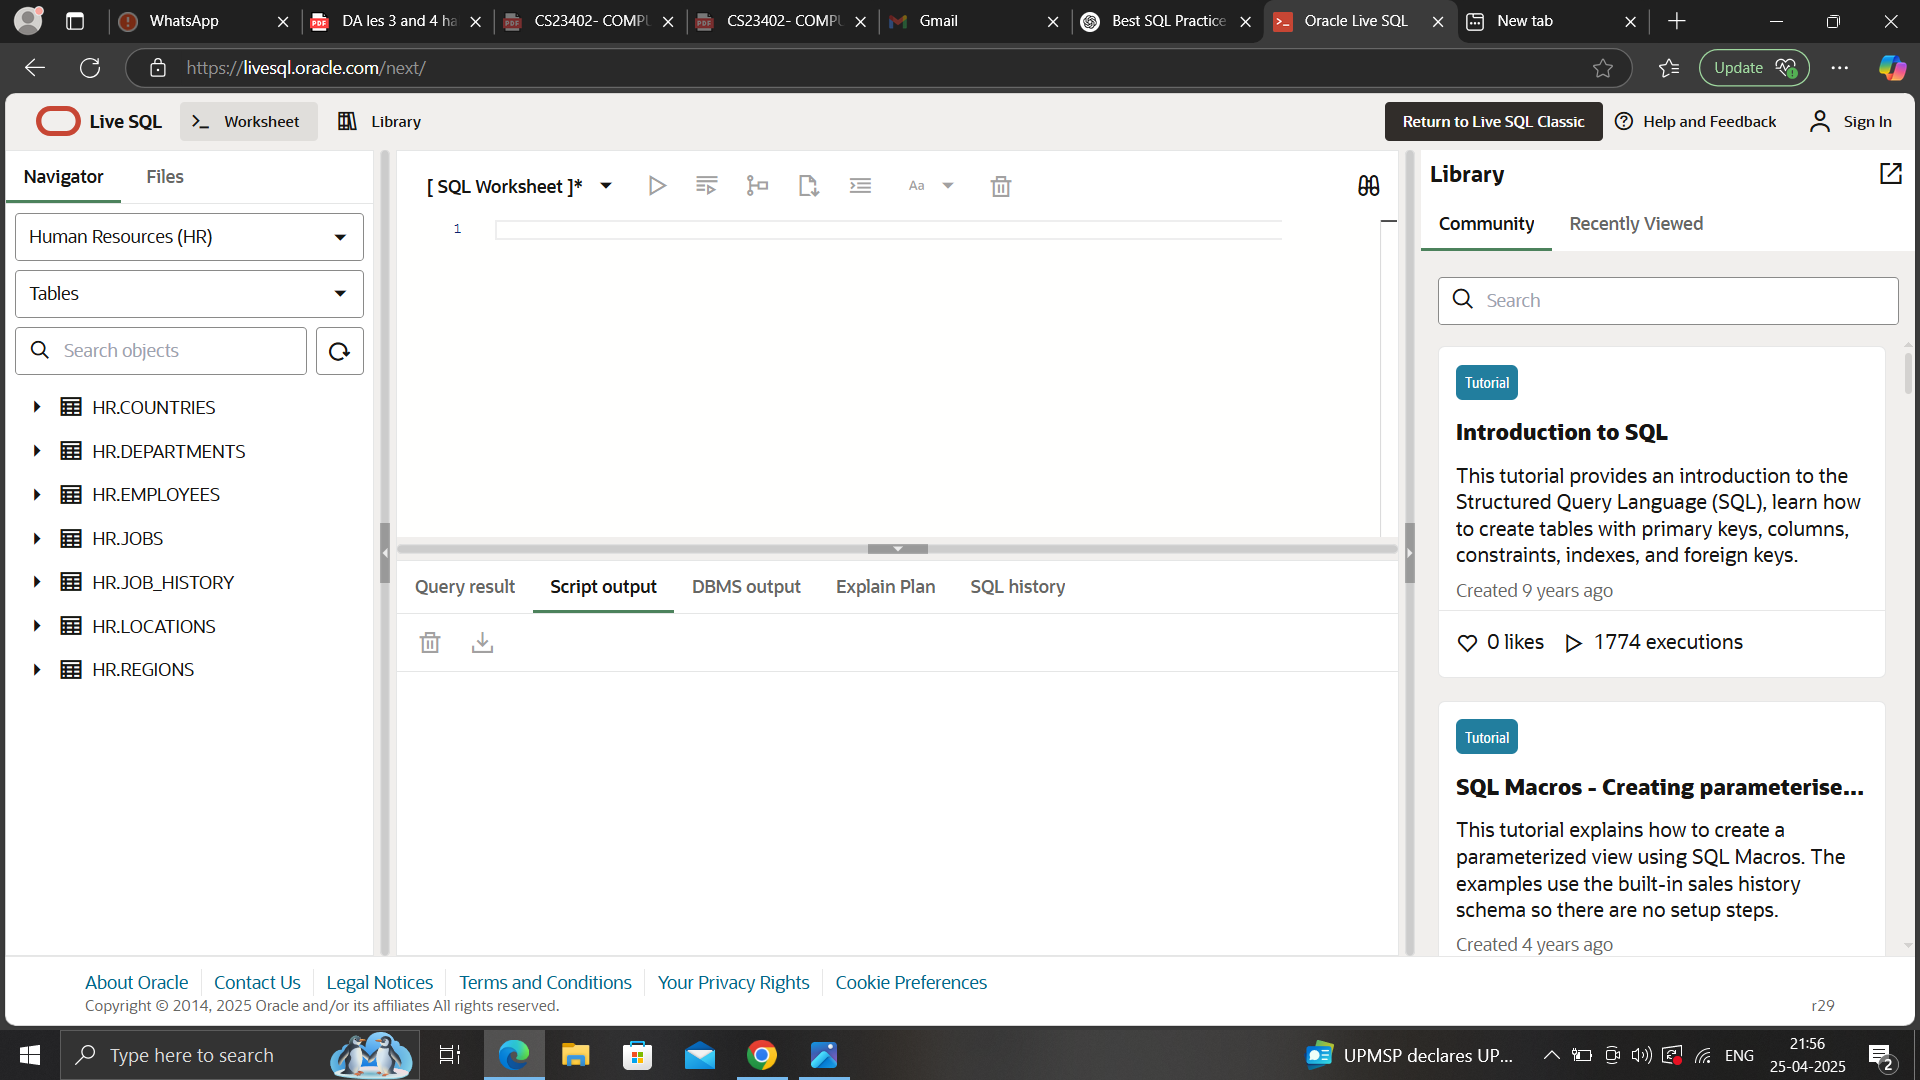 WhatsApp
DA les 3 and 4 ha
CS23402- COMPU
CS23402- COMPU
Gmail
Best SQL Practice
Oracle Live SQL
New tab
https://livesql.oracle.com/next/
Update
Live SQL
Worksheet
Library
Return to Live SQL Classic
Help and Feedback
Sign In
Navigator
Files
Human Resources (HR)
Tables
Search objects
HR.COUNTRIES
HR.DEPARTMENTS
HR.EMPLOYEES
HR.JOBS
HR.JOB_HISTORY
HR.LOCATIONS
HR.REGIONS
[ SQL Worksheet ]*
Aa
1
Query result
Script output
DBMS output
Explain Plan
SQL history
Library
Community
Recently Viewed
Search
Tutorial
Introduction to SQL
This tutorial provides an introduction to the
Structured Query Language (SQL), learn how
to create tables with primary keys, columns,
constraints, indexes, and foreign keys.
Created 9 years ago
0 likes
1774 executions
Tutorial
SQL Macros - Creating parameterise...
This tutorial explains how to create a
parameterized view using SQL Macros. The
examples use the built-in sales history
schema so there are no setup steps.
Created 4 years ago
About Oracle
Contact Us
Legal Notices
Terms and Conditions
Your Privacy Rights
Cookie Preferences
Copyright © 2014, 2025 Oracle and/or its affiliates All rights reserved.
r29
Type here to search
UPMSP declares UP...
ENG
21:56
25-04-2025
2